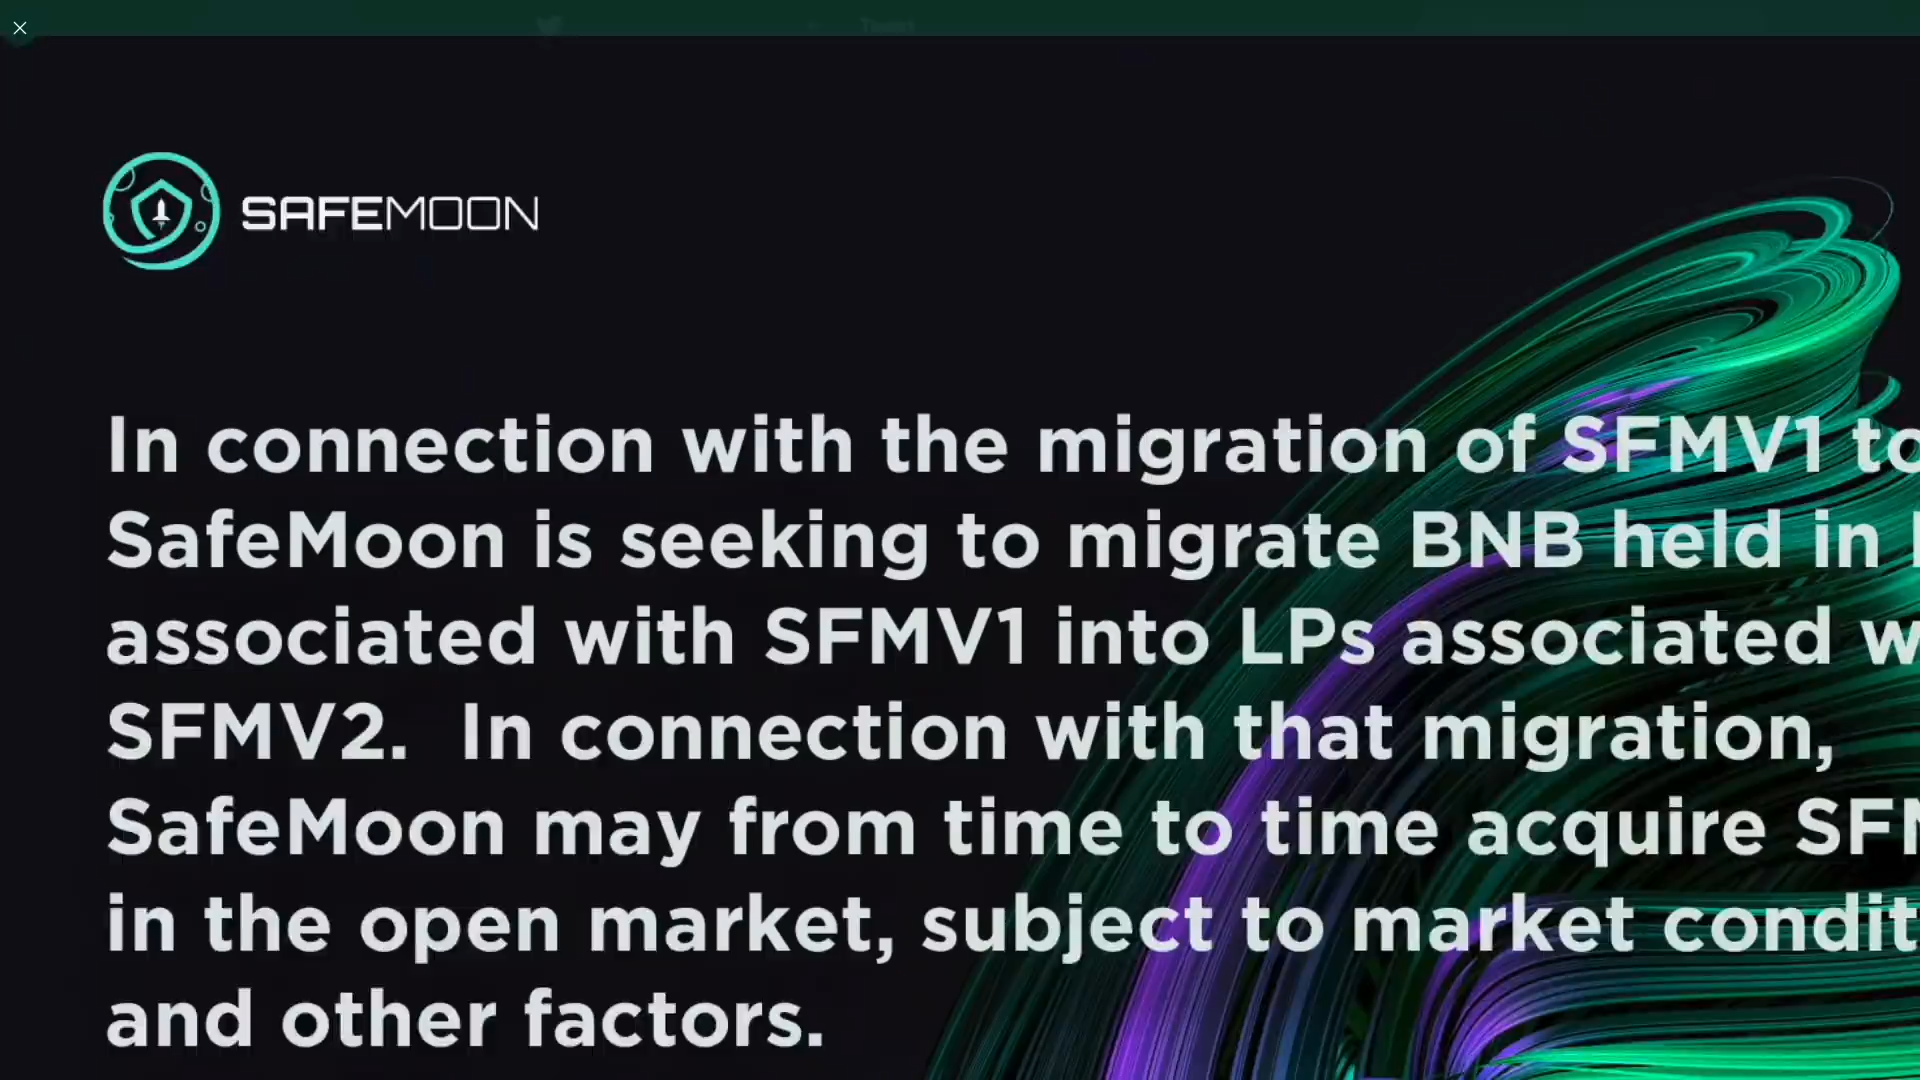 Tweet
SAFEMOON
In connection with the migration of SFMV1 to
SafeMoon is seeking to migrate BNB held in
associated with SFMV1 into LPs associated
SFMV2. In connection with that migration,
SafeMoon may from time to time acquire
in the open market, subject to market
and other factors.